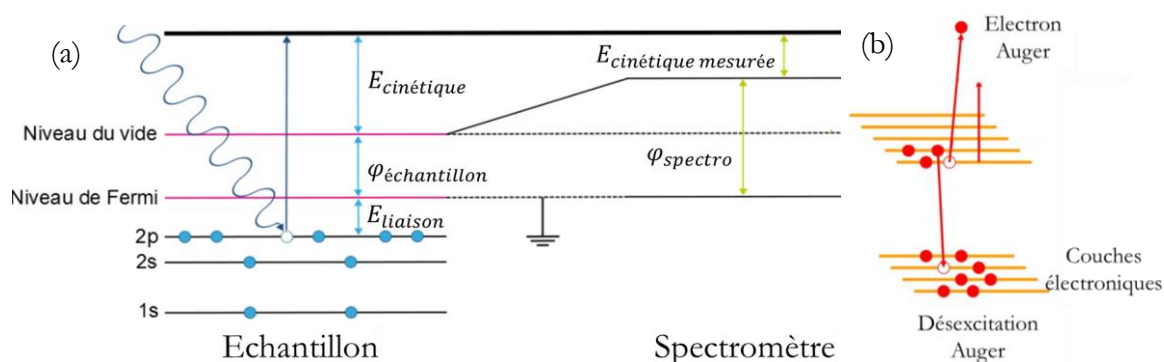 (a)
E_cinétique
E_cinétique mesurée
Niveau du vide
φ_échantillon
φ_spectro
Niveau de Fermi
E_liaison
2p
2s
1s
Echantillon
Spectromètre
(b)
Electron
Auger
Couches
électroniques
Désexcitation
Auger